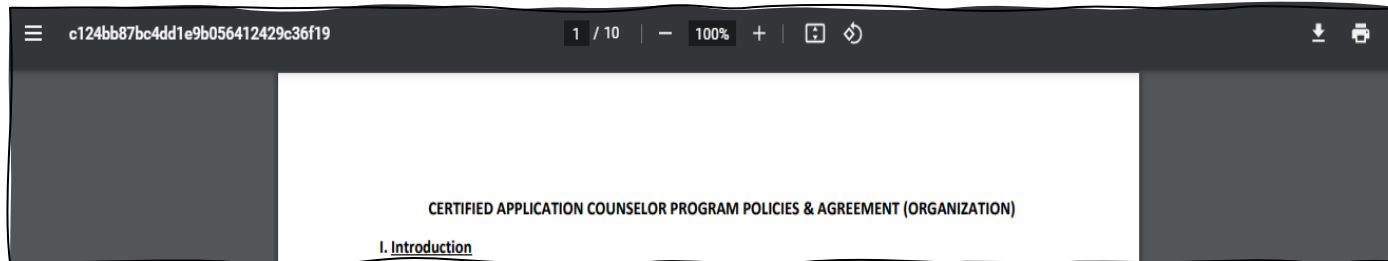 c124bb87bc4dd1e9b056412429c36f19 1 / 10 100%
CERTIFIED APPLICATION COUNSELOR PROGRAM POLICIES & AGREEMENT (ORGANIZATION)
I. Introduction